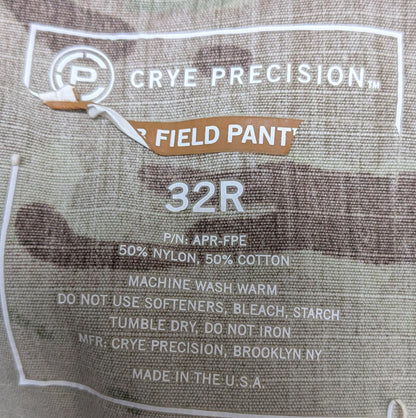 P CRYE PRECISION™
FIELD PANT
32R
P/N: APR-FPE
50% NYLON, 50% COTTON
MACHINE WASH WARM
DO NOT USE SOFTENERS, BLEACH, STARCH
TUMBLE DRY, DO NOT IRON
MFR: CRYE PRECISION, BROOKLYN NY
MADE IN THE U.S.A.